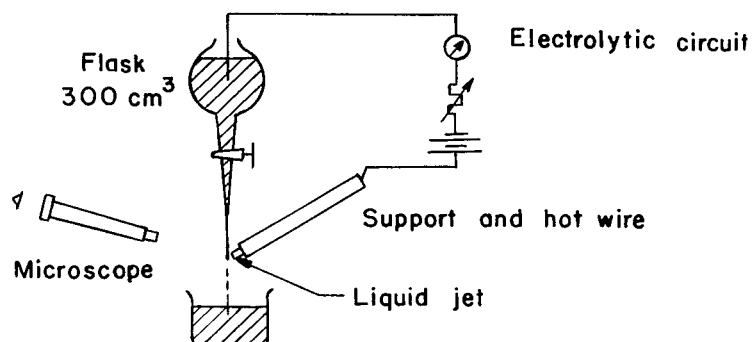 Flask
300 cm³
Electrolytic circuit
Support and hot wire
Microscope
Liquid jet